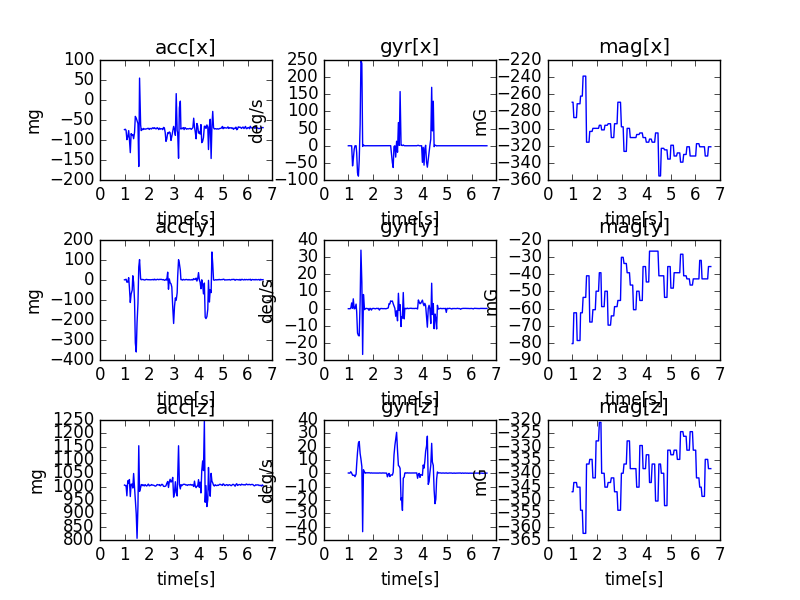 acc[x] gyr[x] mag[x]
100 250 −220
50 200 −240
0 150 −260
−50 100 −280
−100 50 −300
−150 0 −320
−200 −50 −340
−100 −360
mg deg/s mG
0 1 2 3 4 5 6 7 0 1 2 3 4 5 6 7 0 1 2 3 4 5 6 7
time[s] time[s] time[s]
acc[y] gyr[y] mag[y]
200 40 −20
100 30 −30
0 20 −40
−100 10 −50
−200 0 −60
−300 −10 −70
−400 −20 −80
−30 −90
mg deg/s mG
0 1 2 3 4 5 6 7 0 1 2 3 4 5 6 7 0 1 2 3 4 5 6 7
time[s] time[s] time[s]
acc[z] gyr[z] mag[z]
1250 40 −320
1200 30 −325
1150 20 −330
1100 10 −335
1050 0 −340
1000 −10 −345
950 −20 −350
900 −30 −355
850 −40 −360
800 −50 −365
mg deg/s mG
0 1 2 3 4 5 6 7 0 1 2 3 4 5 6 7 0 1 2 3 4 5 6 7
time[s] time[s] time[s]